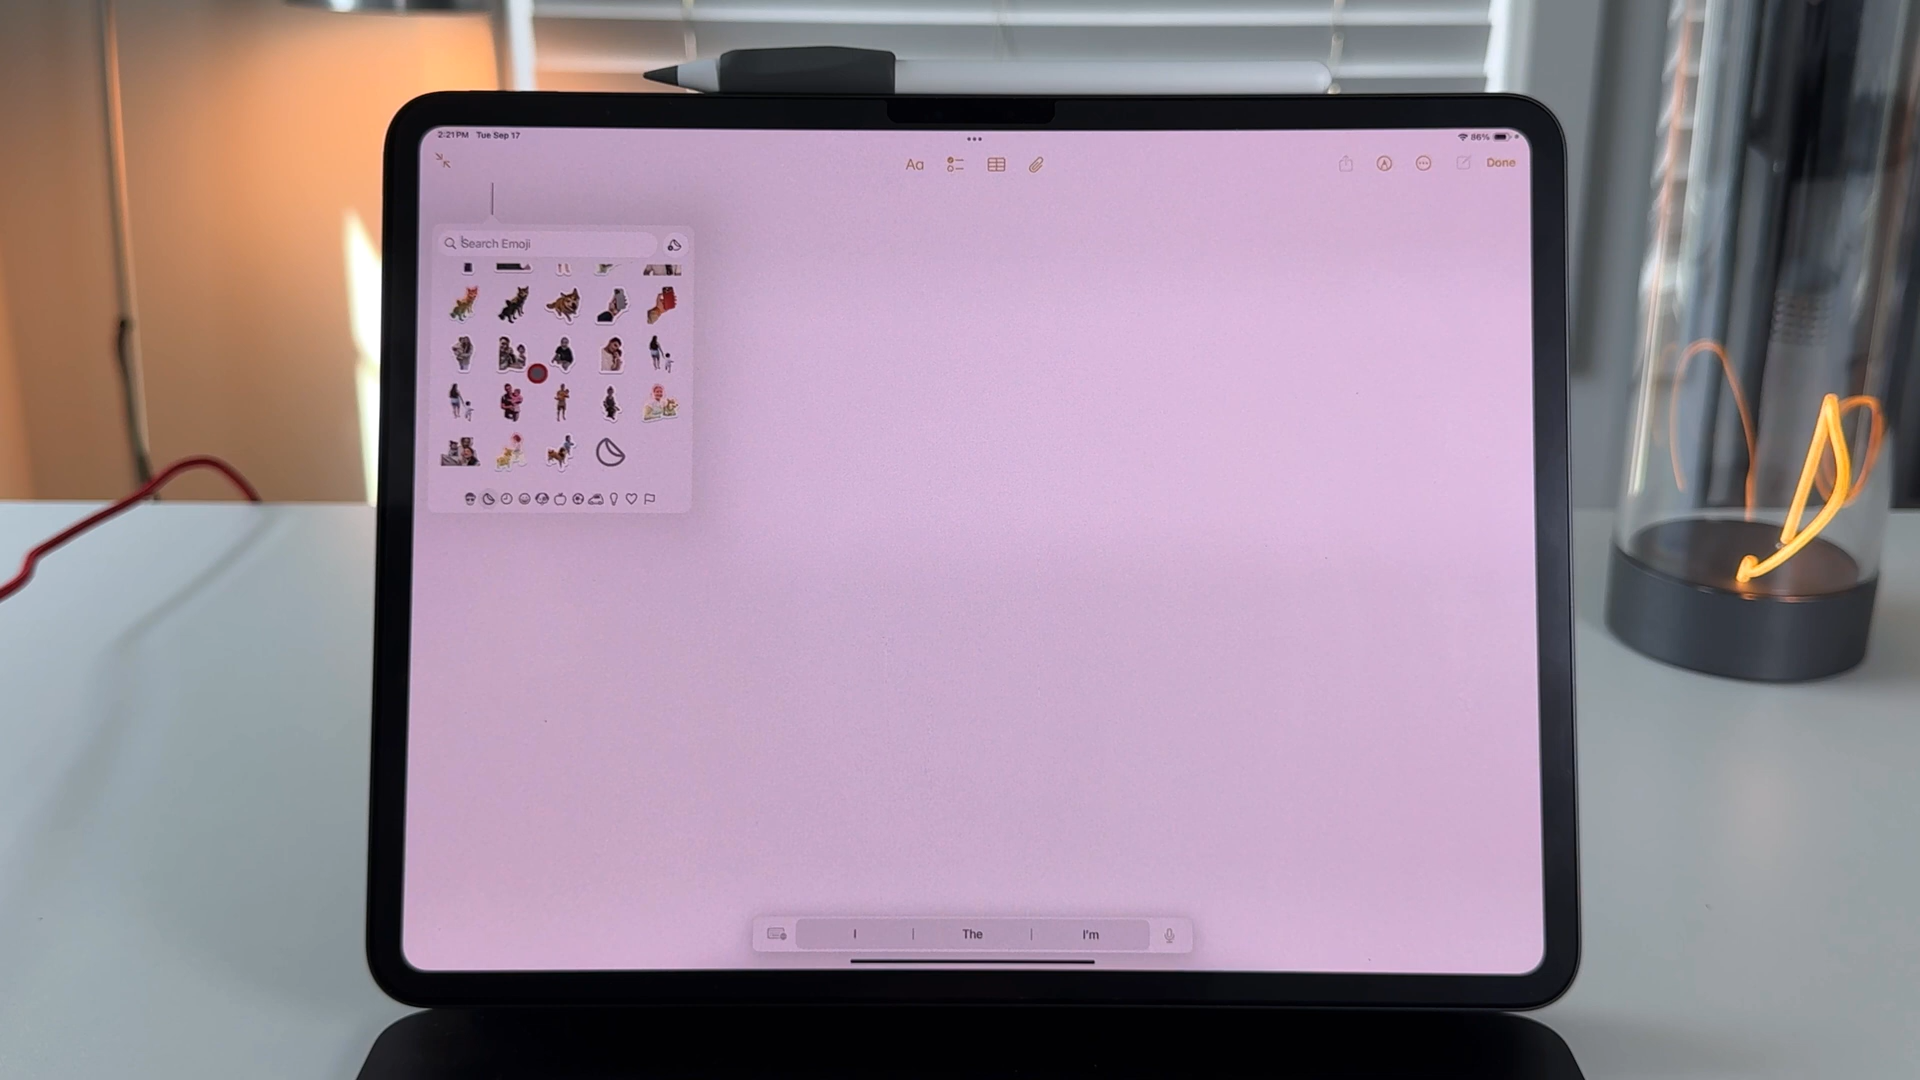 2:21 PM Tue Sep 17
86%
Aa
Done
Search Emoji
I The I'm